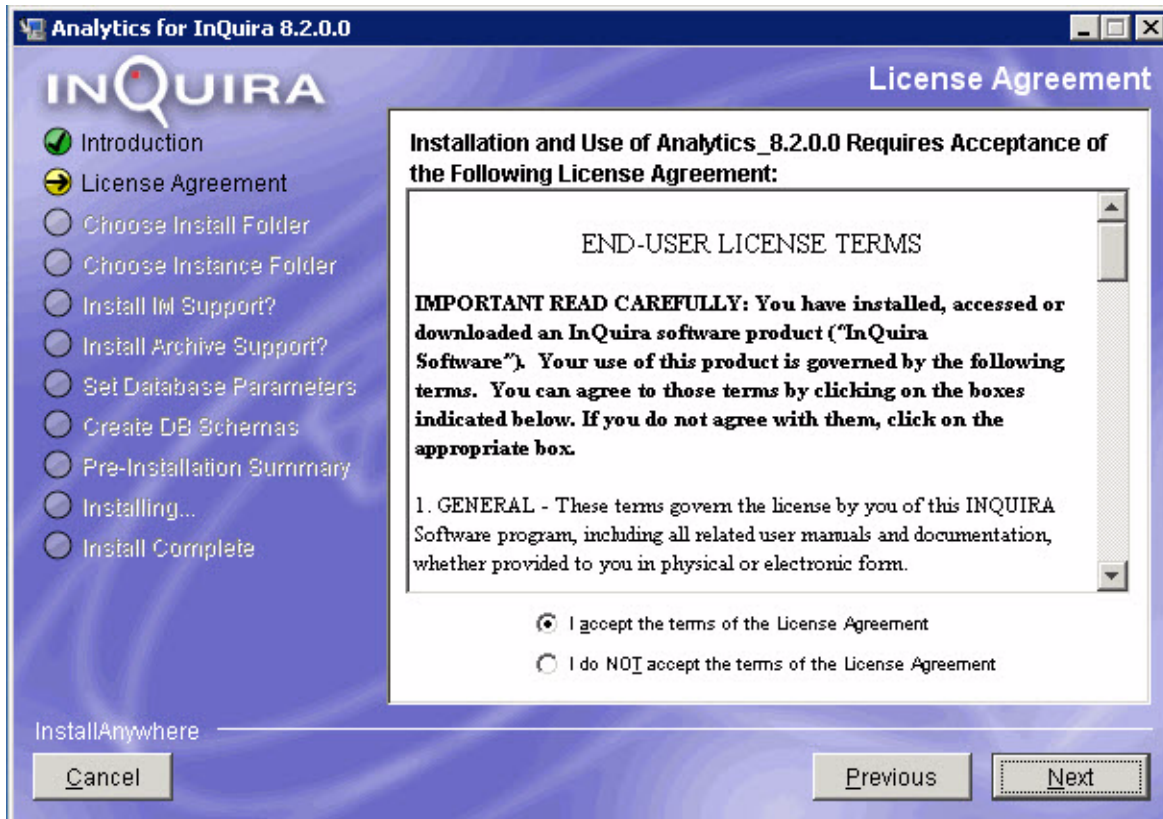 Analytics for InQuira 8.2.0.0
INQUIRA
License Agreement
Introduction
License Agreement
Choose Install Folder
Choose Instance Folder
Install IM Support?
Install Archive Support?
Set Database Parameters
Create DB Schemas
Pre-Installation Summary
Installing...
Install Complete
Installation and Use of Analytics_8.2.0.0 Requires Acceptance of
the Following License Agreement:
END-USER LICENSE TERMS
IMPORTANT READ CAREFULLY: You have installed, accessed or
downloaded an InQuira software product ("InQuira
Software"). Your use of this product is governed by the following
terms. You can agree to those terms by clicking on the boxes
indicated below. If you do not agree with them, click on the
appropriate box.
1. GENERAL - These terms govern the license by you of this INQUIRA
Software program, including all related user manuals and documentation,
whether provided to you in physical or electronic form.
I accept the terms of the License Agreement
I do NOT accept the terms of the License Agreement
InstallAnywhere
Cancel
Previous
Next